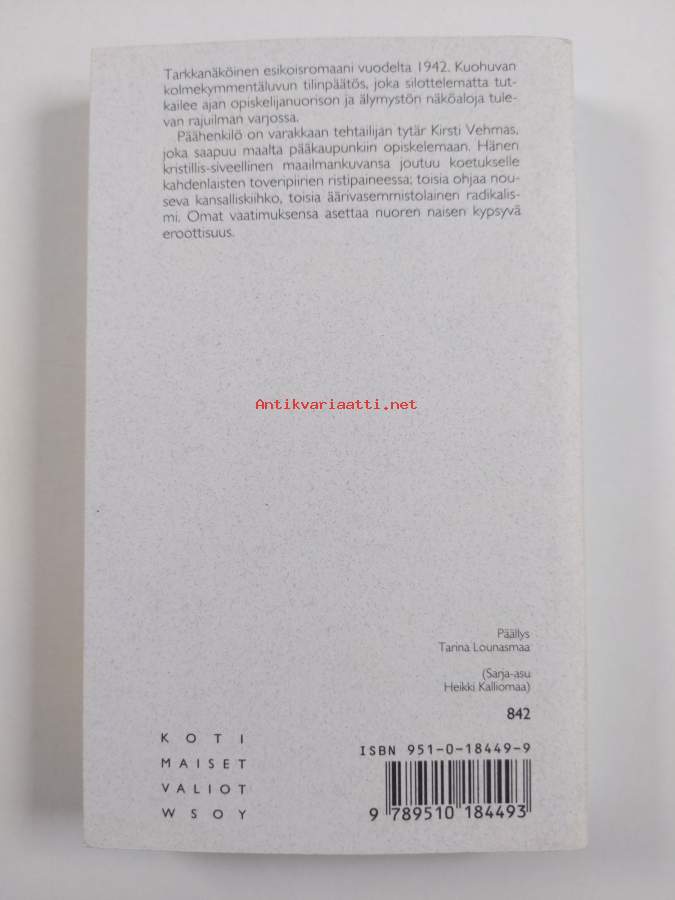 Tarkkanäköinen esikoisromaani vuodelta 1942. Kuohuvan
kolmekymmentäluvun tilinpäätös, joka silottelematta tut-
kailee ajan opiskelijanuorison ja älymystön näköaloja tule-
van rajuilman varjossa.
Päähenkilö on varakkaan tehtailijan tytär Kirsti Vehmas,
joka saapuu maalta pääkaupunkiin opiskelemaan. Hänen
kristillis-siveellinen maailmankuvansa joutuu koetukselle
kahdenlaisten toveripiirien ristipaineessa; toisia ohjaa nou-
seva kansalliskiihko, toisia äärivasemmistolainen radikalis-
mi. Omat vaatimuksensa asettaa nuoren naisen kypsyvä
eroottisuus.
Antikvariaatti.net
Päällys
Tarina Lounasmaa
(Sarja-asu
Heikki Kalliomaa)
842
KOTI
MAISET
VALIOT
WSOY
ISBN 951-0-18449-9
9 789510 184493